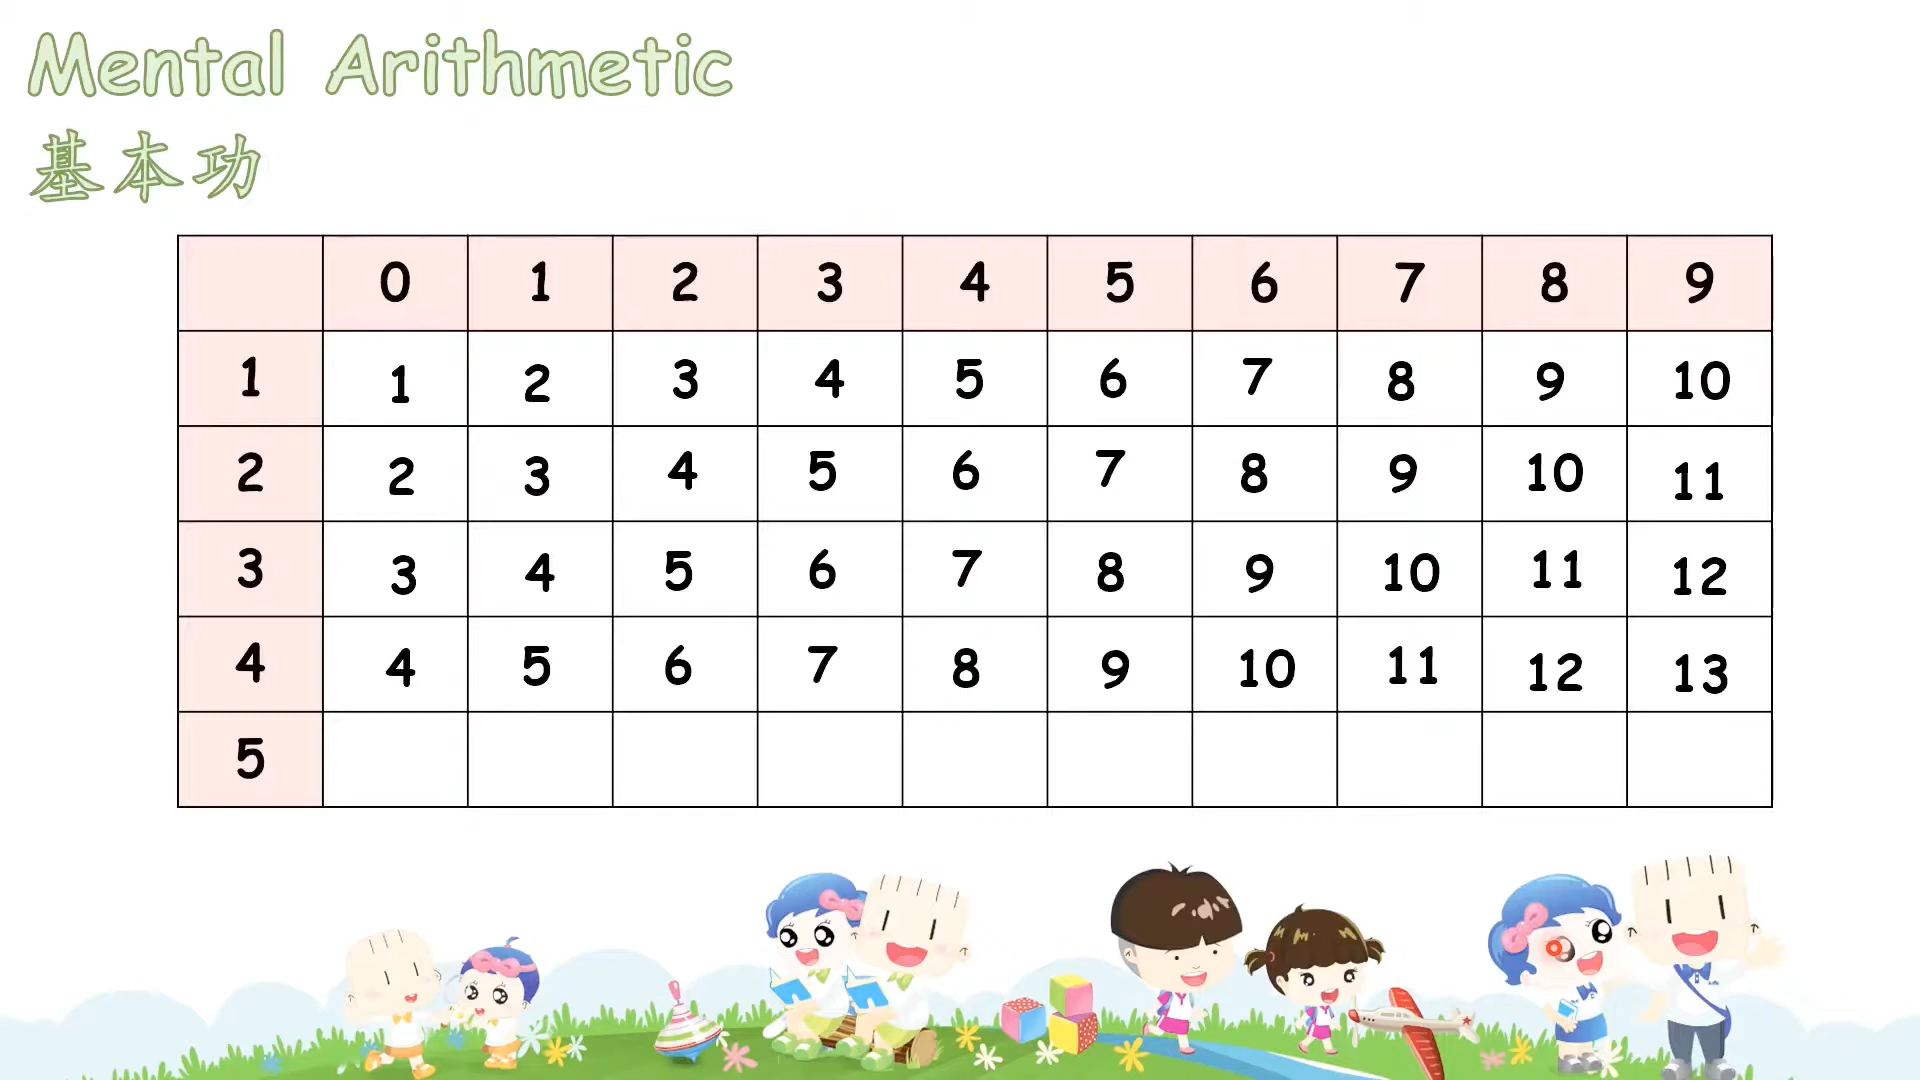 Mental Arithmetic
基本功
0 1 2 3 4 5 6 7 8 9
1 1 2 3 4 5 6 7 8 9 10
2 2 3 4 5 6 7 8 9 10 11
3 3 4 5 6 7 8 9 10 11 12
4 4 5 6 7 8 9 10 11 12 13
5